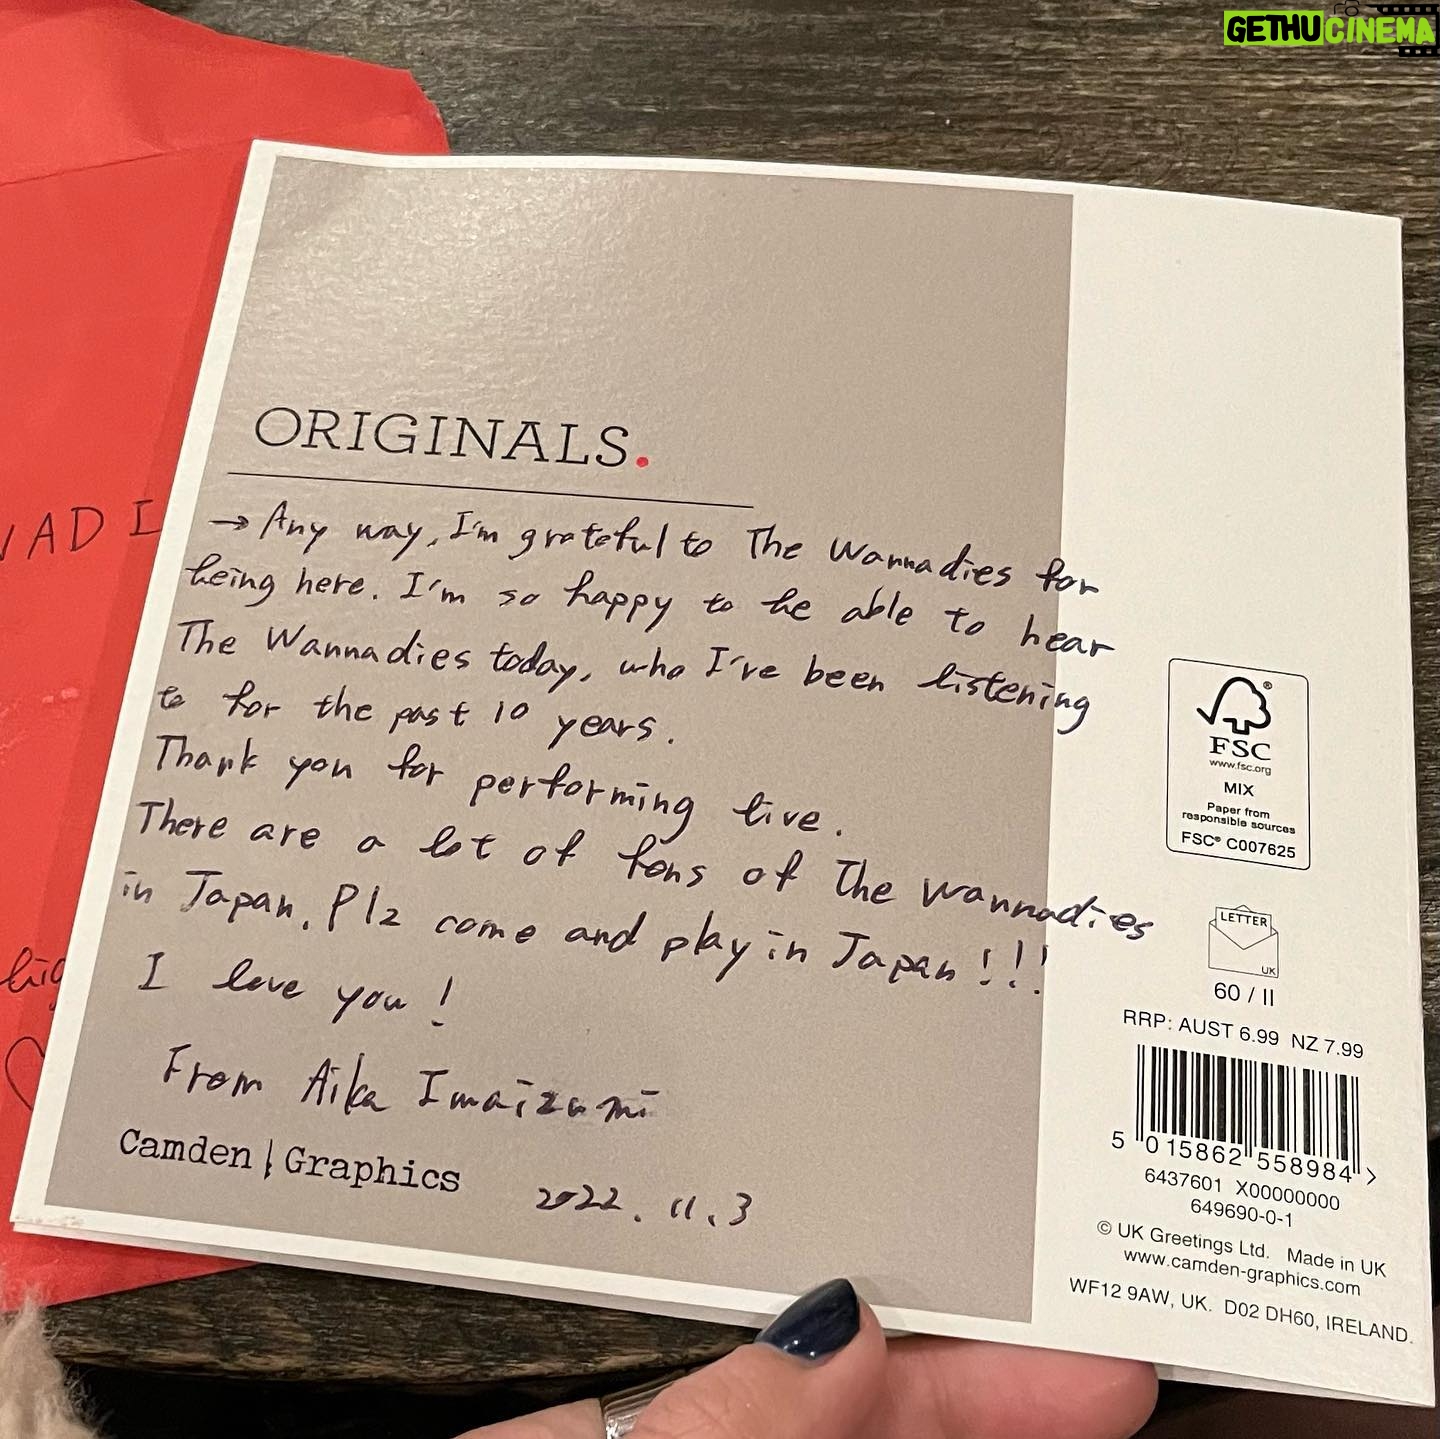 GETHUCINEMA
ORIGINALS.
→ Any way, I'm grateful to The Wannadies for
being here. I'm so happy to be able to hear
The Wannadies today, who I've been listening
to for the past 10 years.
Thank you for performing live.
There are a lot of fans of The Wannadies
in Japan. Plz come and play in Japan!!!
I love you!
From Aika Imaizumi
Camden | Graphics
2022.11.3
FSC®
www.fsc.org
MIX
Paper from
responsible sources
FSC® C007625
LETTER
UK
60 / II
RRP: AUST 6.99 NZ 7.99
5 015862 558984 >
6437601 X00000000
649690-0-1
© UK Greetings Ltd. Made in UK
www.camden-graphics.com
WF12 9AW, UK. D02 DH60, IRELAND.